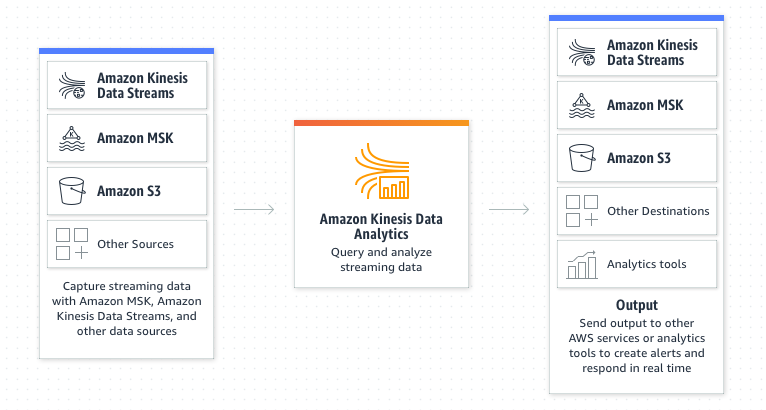 Amazon Kinesis
Data Streams
Amazon MSK
Amazon S3
Other Sources
Capture streaming data
with Amazon MSK, Amazon
Kinesis Data Streams, and
other data sources
Amazon Kinesis Data
Analytics
Query and analyze
streaming data
Amazon Kinesis
Data Streams
Amazon MSK
Amazon S3
Other Destinations
Analytics tools
Output
Send output to other
AWS services or analytics
tools to create alerts and
respond in real time